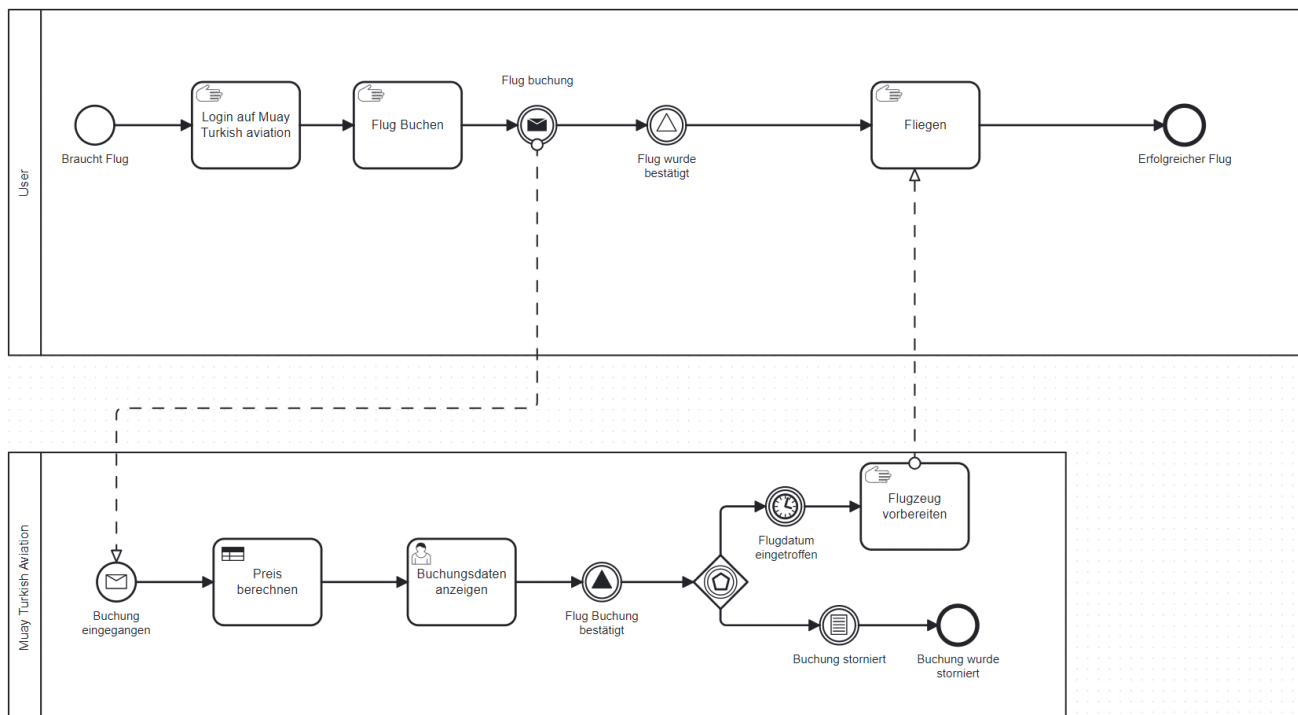 User
Braucht Flug
Login auf Muay
Turkish aviation
Flug Buchen
Flug buchung
Flug wurde
bestätigt
Fliegen
Erfolgreicher Flug
Muay Turkish Aviation
Buchung
eingegangen
Preis
berechnen
Buchungsdaten
anzeigen
Flug Buchung
bestätigt
Flugdatum
eingetroffen
Flugzeug
vorbereiten
Buchung storniert
Buchung wurde
storniert